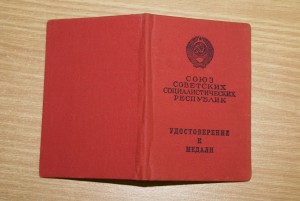 СОЮЗ
СОВЕТСКИХ
СОЦИАЛИСТИЧЕСКИХ
РЕСПУБЛИК
УДОСТОВЕРЕНИЕ
К
МЕДАЛИ